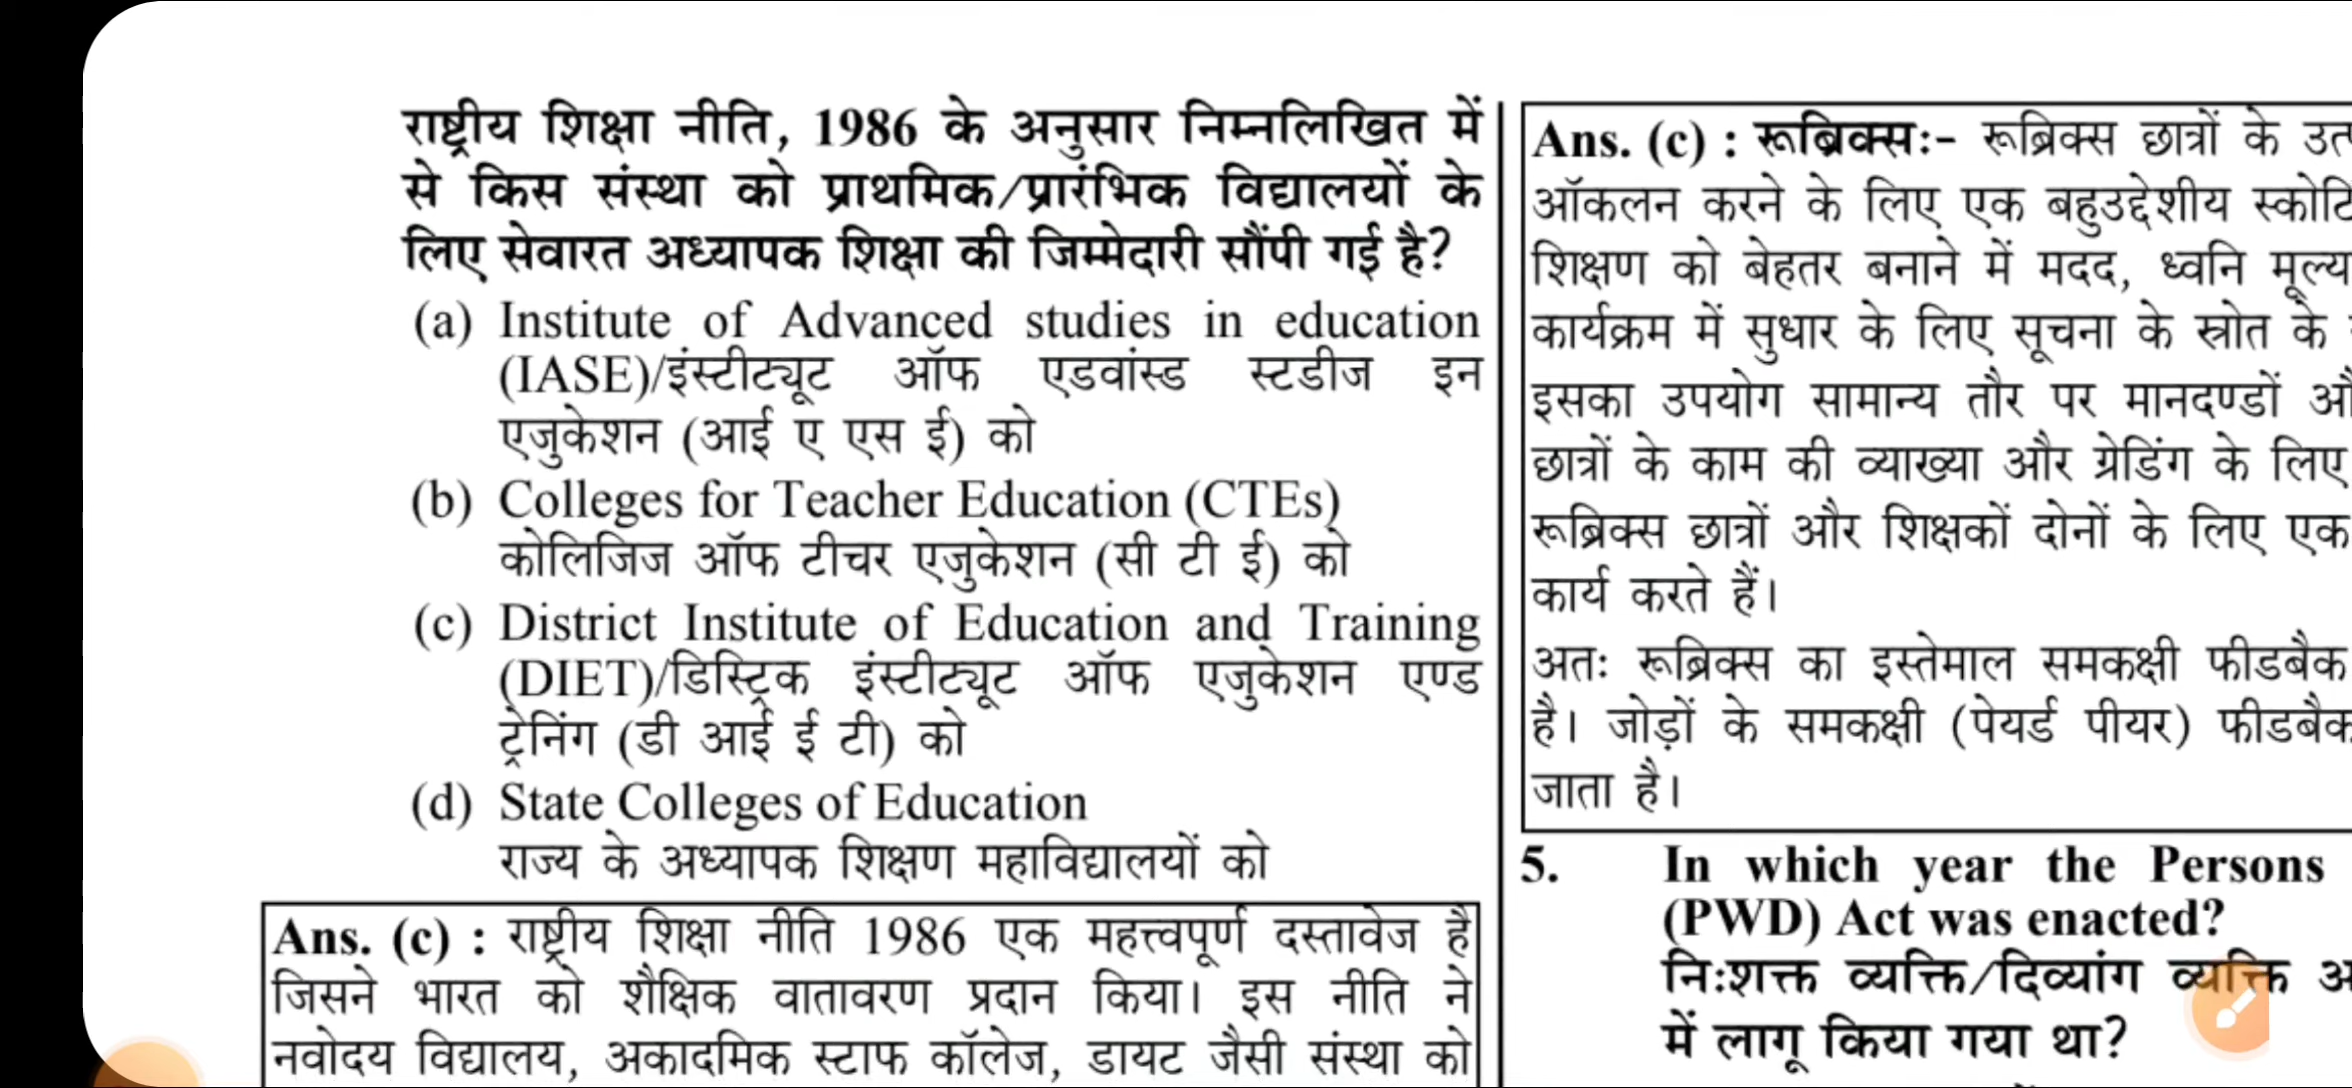 राष्ट्रीय शिक्षा नीति, 1986 के अनुसार निम्नलिखित में
से किस संस्था को प्राथमिक/प्रारंभिक विद्यालयों के
लिए सेवारत अध्यापक शिक्षा की जिम्मेदारी सौंपी गई है?
(a) Institute of Advanced studies in education
(IASE)/इंस्टीट्यूट ऑफ एडवांस्ड स्टडीज इन
एजुकेशन (आई ए एस ई) को
(b) Colleges for Teacher Education (CTEs)
कोलिजिज ऑफ टीचर एजुकेशन (सी टी ई) को
(c) District Institute of Education and Training
(DIET)/डिस्ट्रिक इंस्टीट्यूट ऑफ एजुकेशन एण्ड
ट्रेनिंग (डी आई ई टी) को
(d) State Colleges of Education
राज्य के अध्यापक शिक्षण महाविद्यालयों को
Ans. (c) : राष्ट्रीय शिक्षा नीति 1986 एक महत्त्वपूर्ण दस्तावेज है
जिसने भारत को शैक्षिक वातावरण प्रदान किया। इस नीति ने
नवोदय विद्यालय, अकादमिक स्टाफ कॉलेज, डायट जैसी संस्था को
Ans. (c) : रूब्रिक्स:- रूब्रिक्स छात्रों के
ऑकलन करने के लिए एक बहुउद्देशीय
शिक्षण को बेहतर बनाने में मदद, ध्वनि
कार्यक्रम में सुधार के लिए सूचना के स्रोत के
इसका उपयोग सामान्य तौर पर मानदण्डों
छात्रों के काम की व्याख्या और ग्रेडिंग के लिए
रूब्रिक्स छात्रों और शिक्षकों दोनों के लिए एक
कार्य करते हैं।
अतः रूब्रिक्स का इस्तेमाल समकक्षी फीडबैक
है। जोड़ों के समकक्षी (पेयर्ड पीयर) फीडबैक
जाता है।
5. In which year the Persons
(PWD) Act was enacted?
निःशक्त व्यक्ति/दिव्यांग व्यक्ति
में लागू किया गया था?